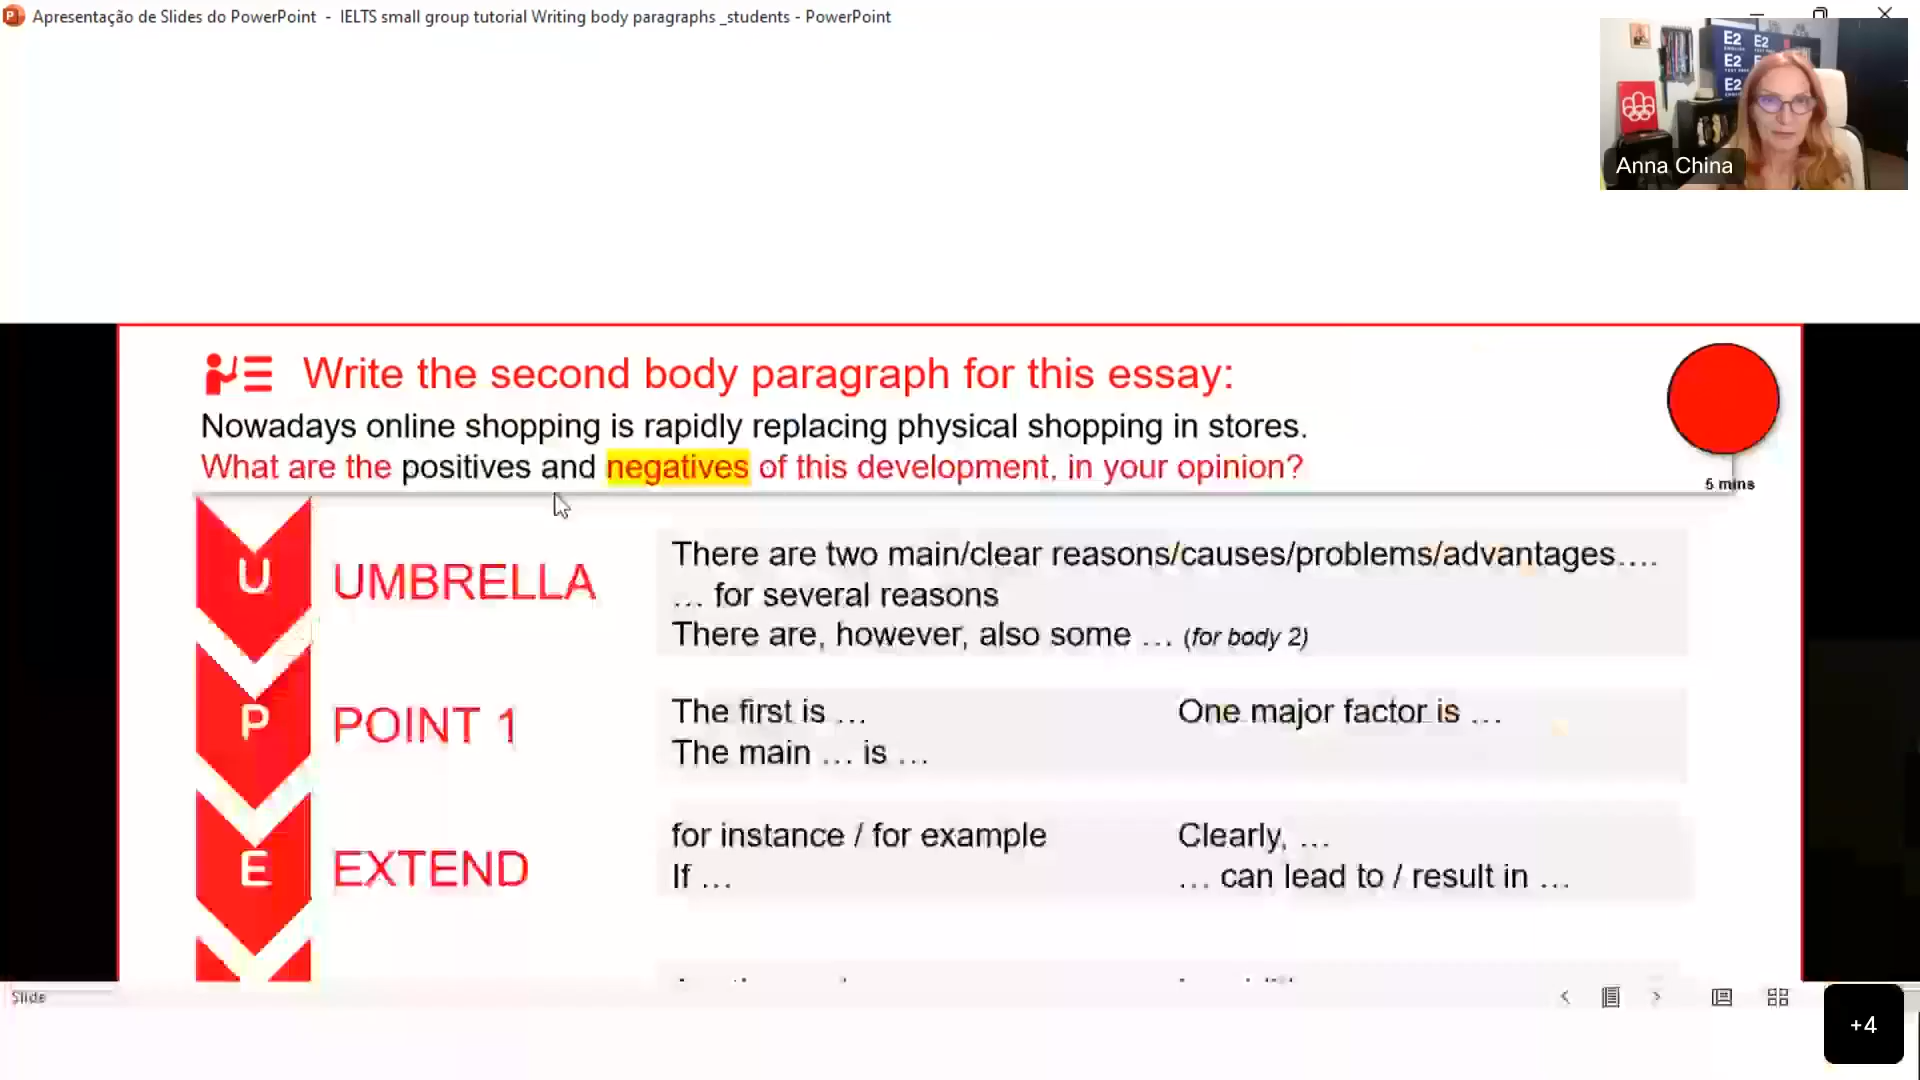 Apresentação de Slides do PowerPoint - IELTS small group tutorial Writing body paragraphs _students - PowerPoint
E2 E2
E2
E2
Anna China
Write the second body paragraph for this essay:
Nowadays online shopping is rapidly replacing physical shopping in stores.
What are the positives and negatives of this development, in your opinion?
5 mins
U
UMBRELLA
There are two main/clear reasons/causes/problems/advantages....
... for several reasons
There are, however, also some ... (for body 2)
P
POINT 1
The first is ...
One major factor is ...
The main ... is ...
E
EXTEND
for instance / for example
Clearly, ...
If ...
... can lead to / result in ...
Slide
+4